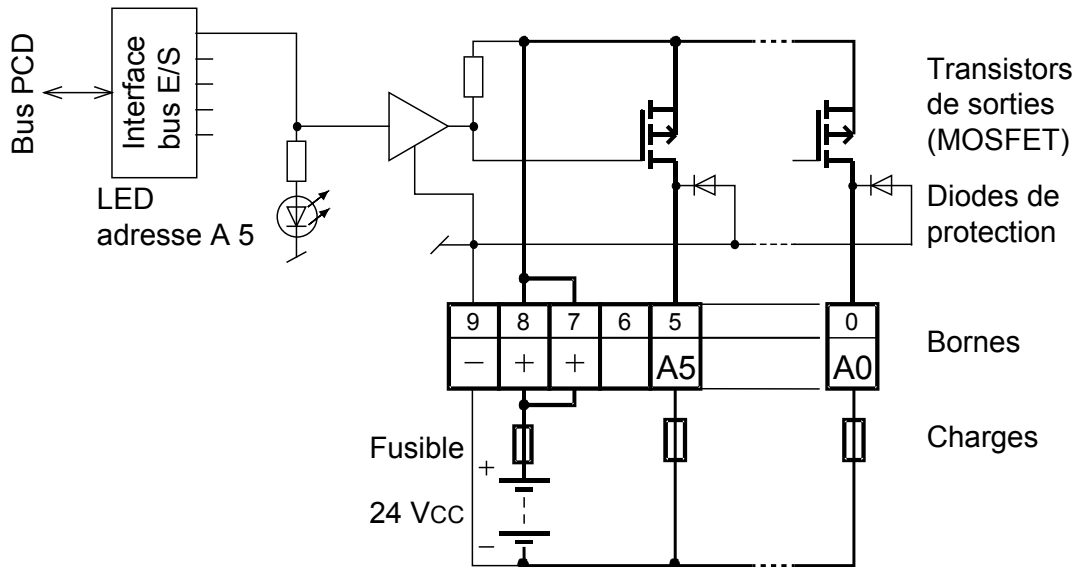 Bus PCD
Interface
bus E/S
LED
adresse A 5
Transistors
de sorties
(MOSFET)
Diodes de
protection
9 8 7 6 5 0
− + + A5 A0
Bornes
Fusible
Charges
+
24 VCC
−